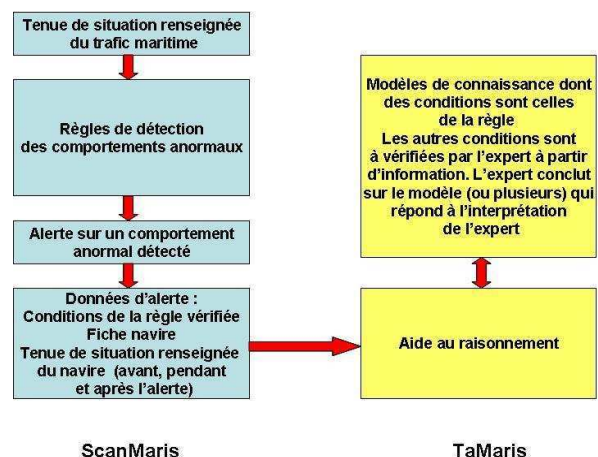 Tenue de situation renseignée
du trafic maritime
Règles de détection
des comportements anormaux
Alerte sur un comportement
anormal détecté
Données d'alerte :
Conditions de la règle vérifiée
Fiche navire
Tenue de situation renseignée
du navire (avant, pendant
et après l'alerte)
ScanMaris
Modèles de connaissance dont
des conditions sont celles
de la règle
Les autres conditions sont
à vérifiées par l'expert à partir
d'information. L'expert conclut
sur le modèle (ou plusieurs) qui
répond à l'interprétation
de l'expert
Aide au raisonnement
TaMaris